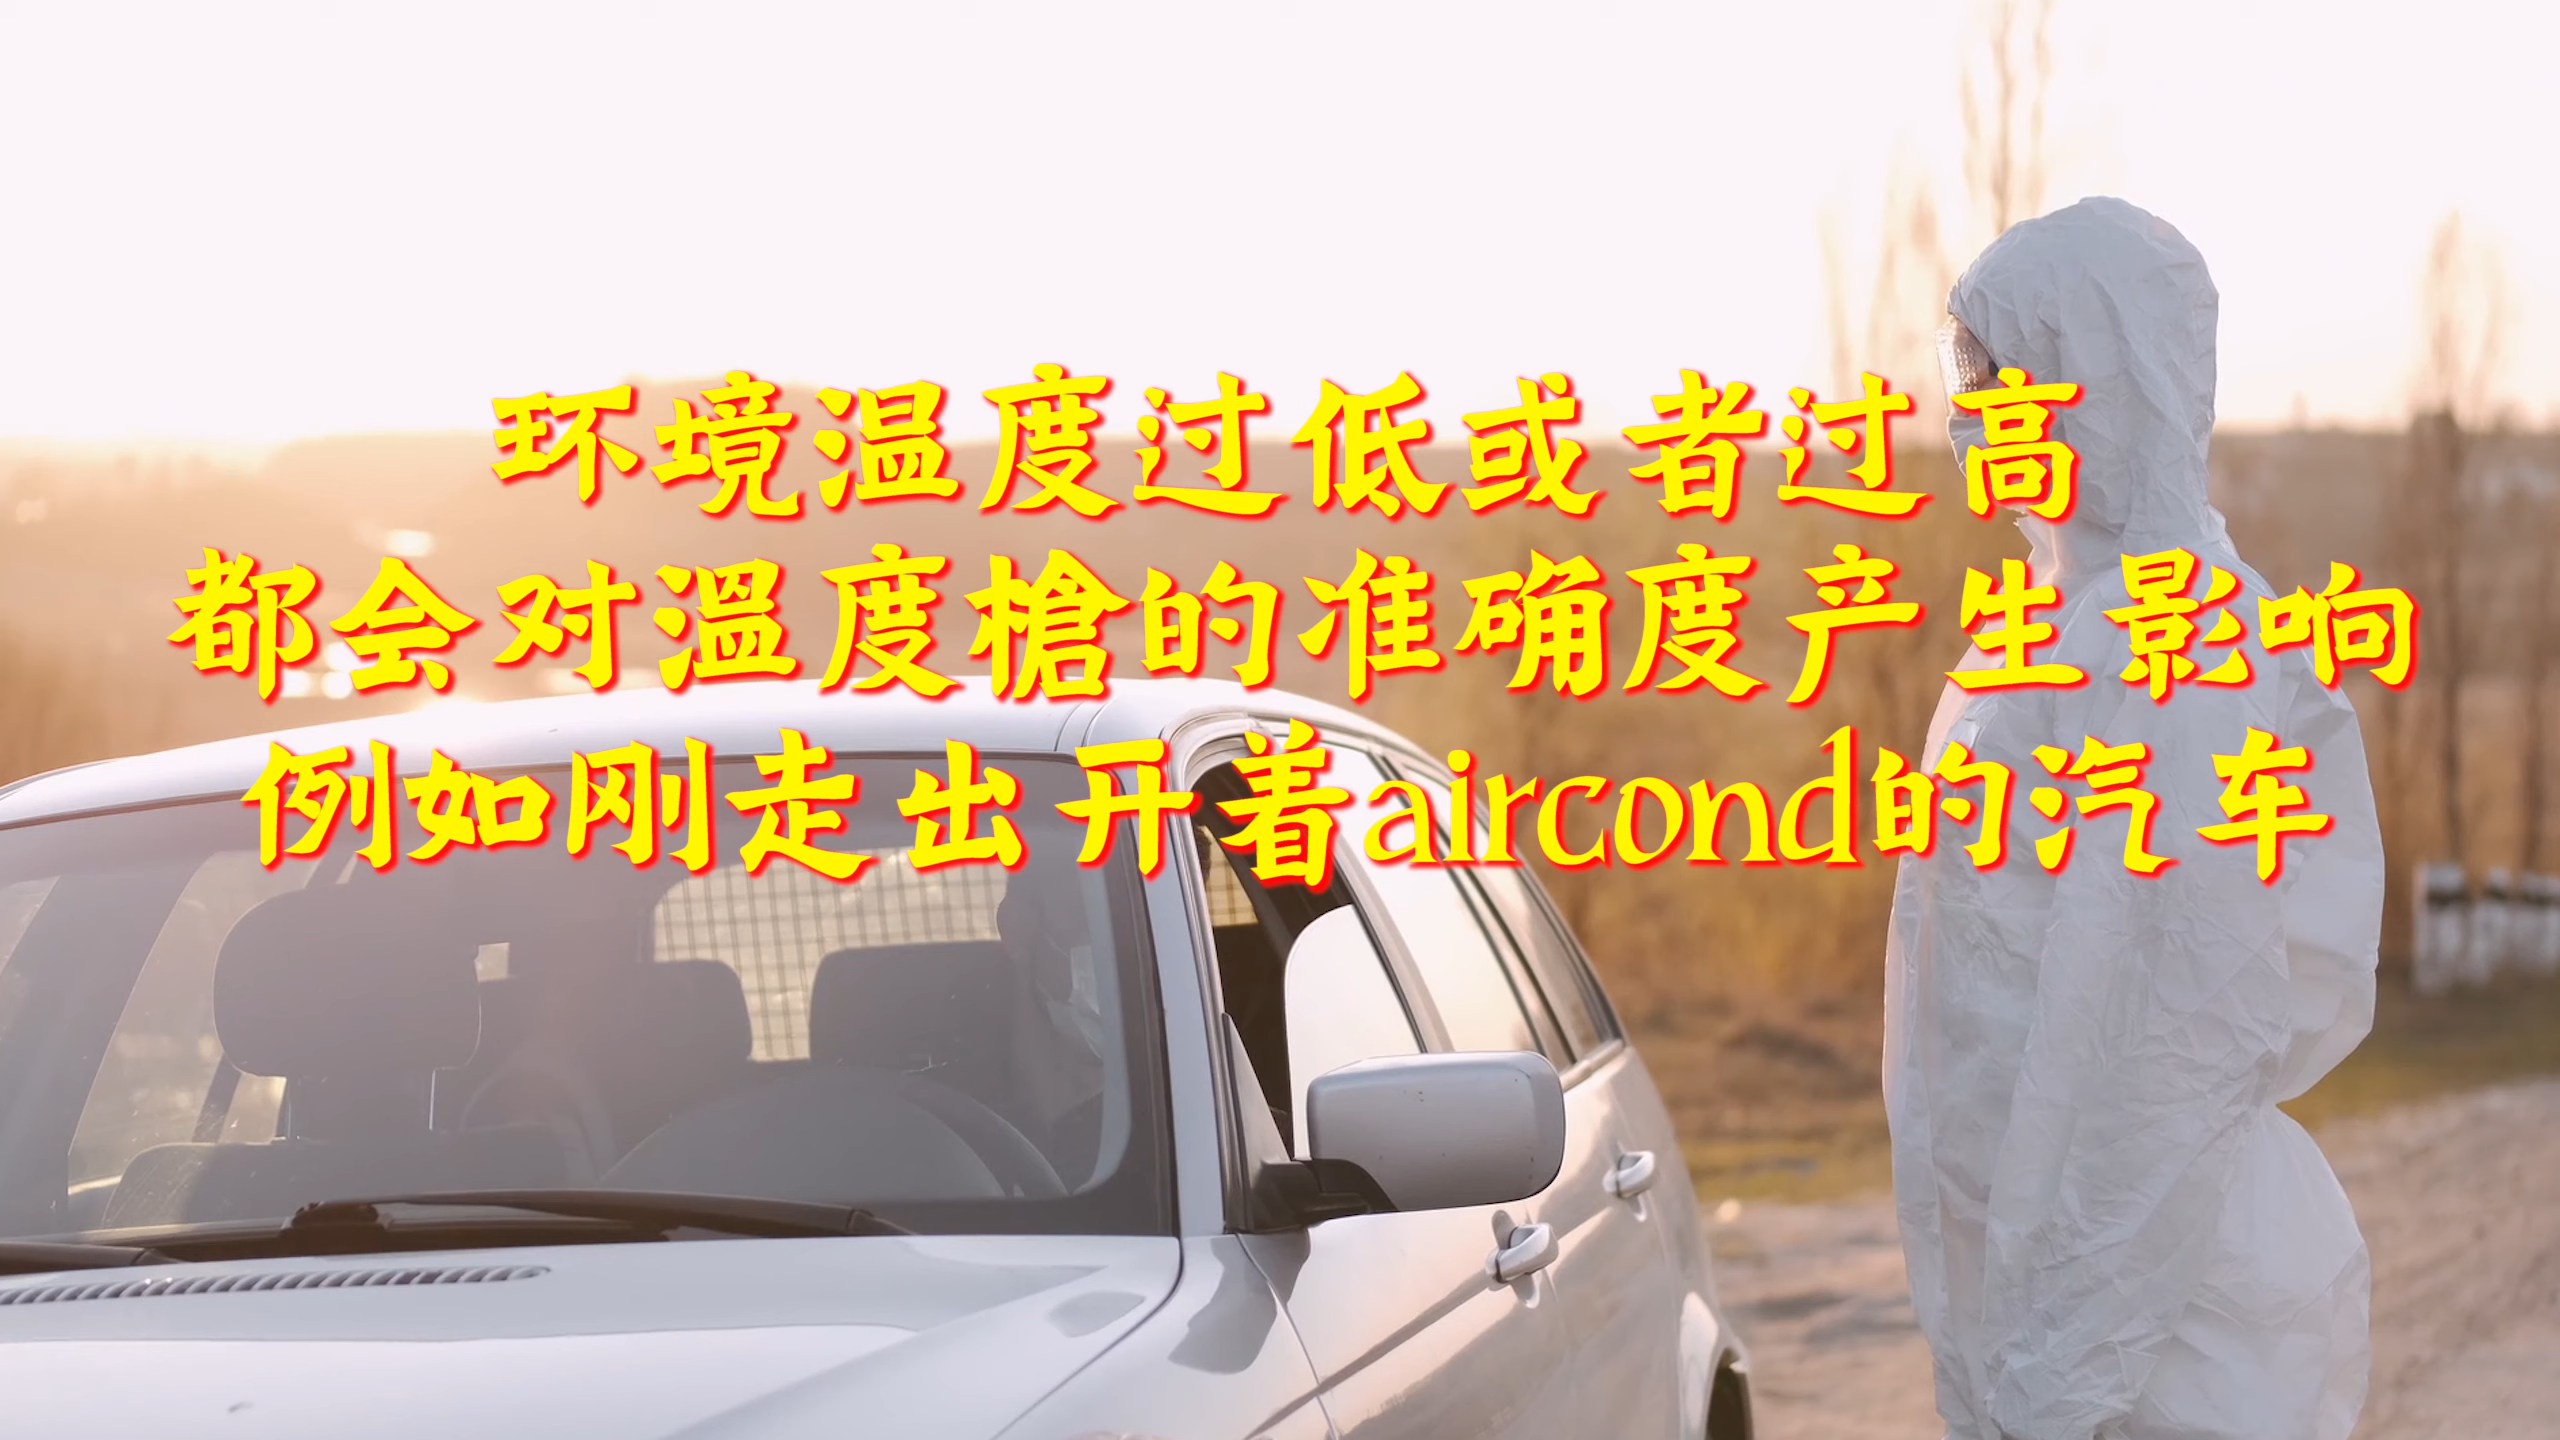 环境温度过低或者过高
都会对溫度槍的准确度产生影响
例如刚走出开着aircond的汽车